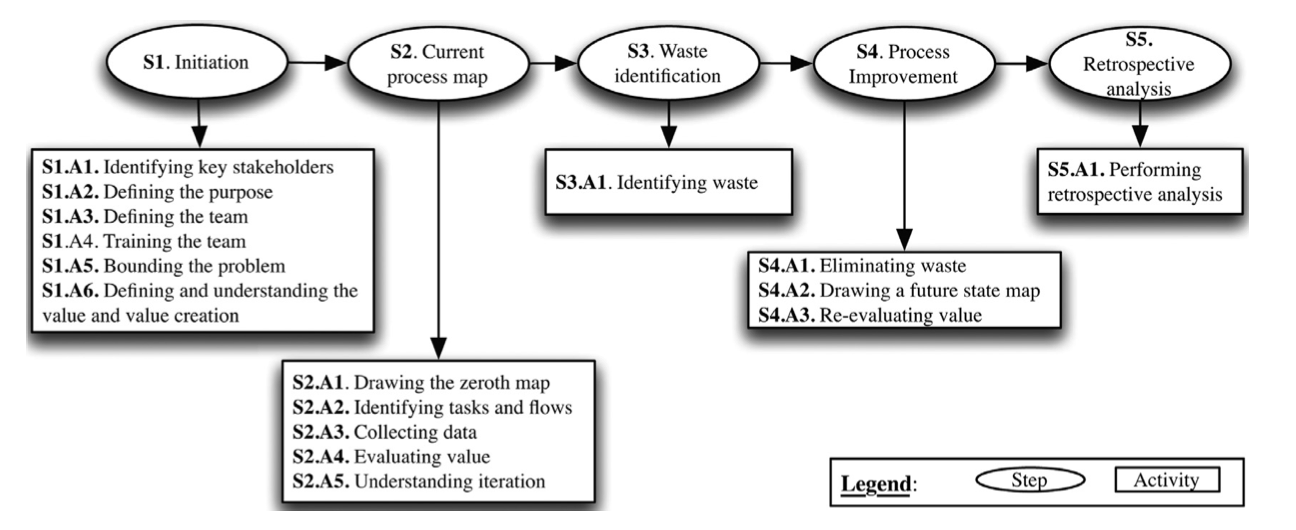 S1. Initiation
S2. Current
process map
S3. Waste
identification
S4. Process
Improvement
S5.
Retrospective
analysis
S1.A1. Identifying key stakeholders
S1.A2. Defining the purpose
S1.A3. Defining the team
S1.A4. Training the team
S1.A5. Bounding the problem
S1.A6. Defining and understanding the
value and value creation
S2.A1. Drawing the zeroth map
S2.A2. Identifying tasks and flows
S2.A3. Collecting data
S2.A4. Evaluating value
S2.A5. Understanding iteration
S3.A1. Identifying waste
S4.A1. Eliminating waste
S4.A2. Drawing a future state map
S4.A3. Re-evaluating value
S5.A1. Performing
retrospective analysis
Legend: Step Activity